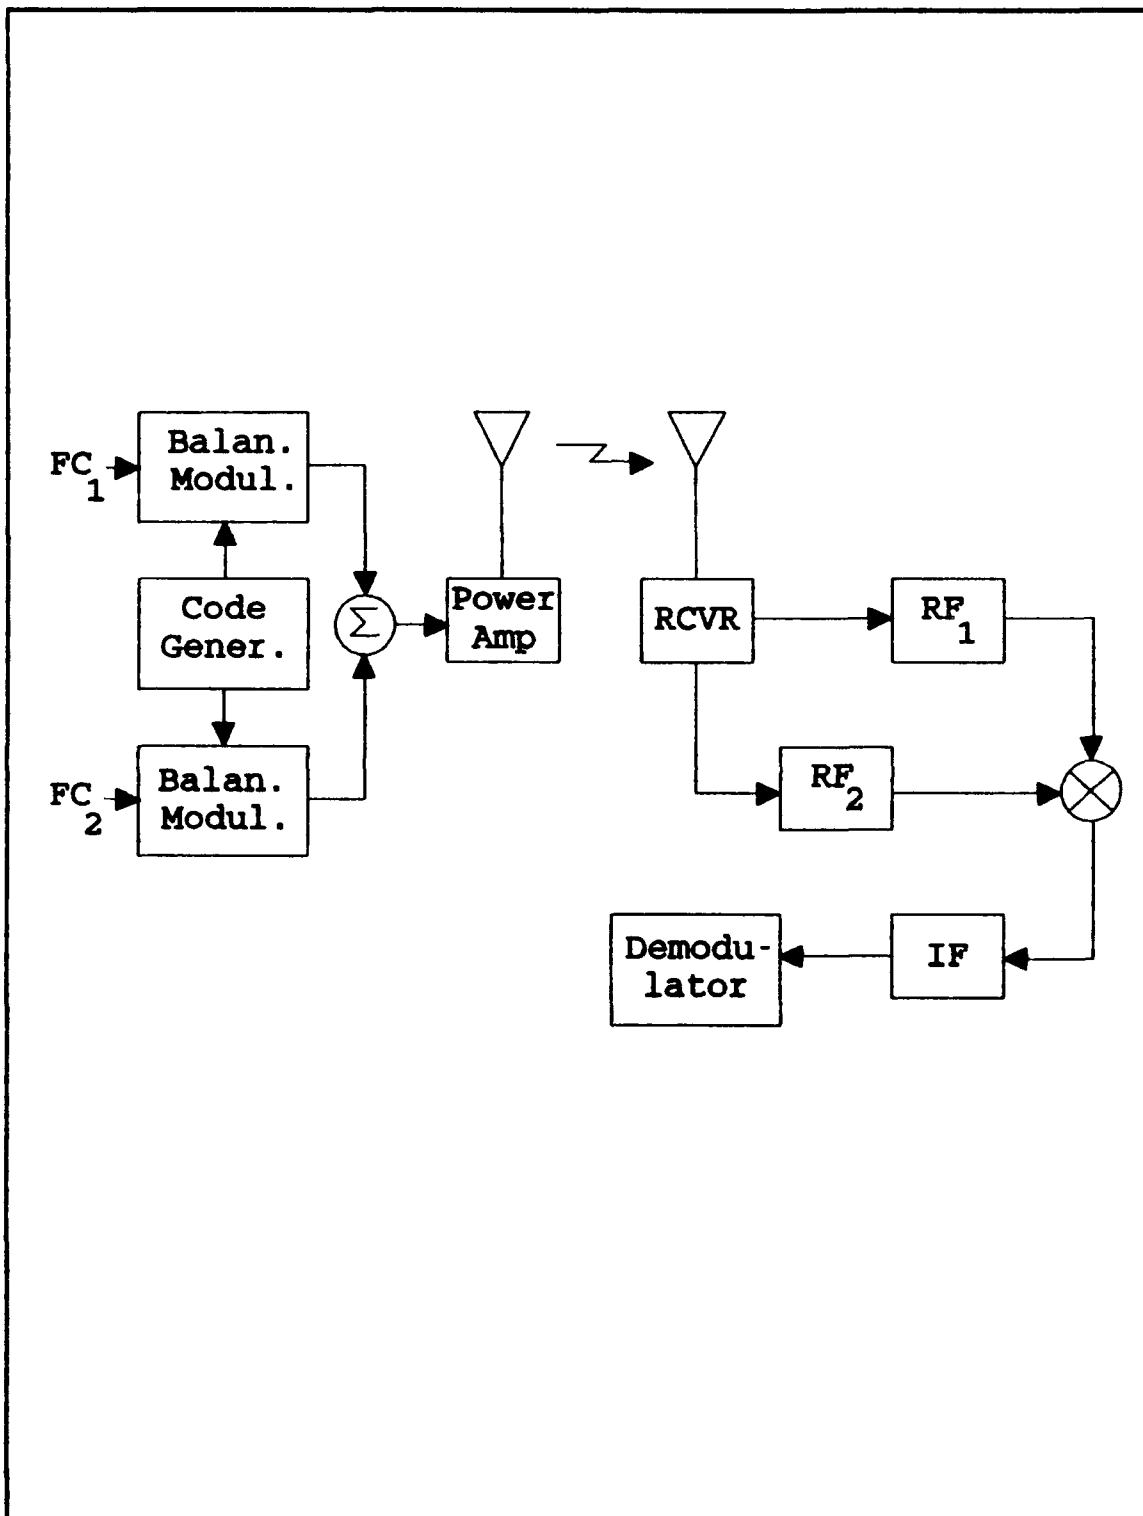 FC1
Balan.
Modul.
Code
Gener.
FC2
Balan.
Modul.
Σ
Power
Amp
RCVR
RF1
RF2
IF
Demodu-
lator